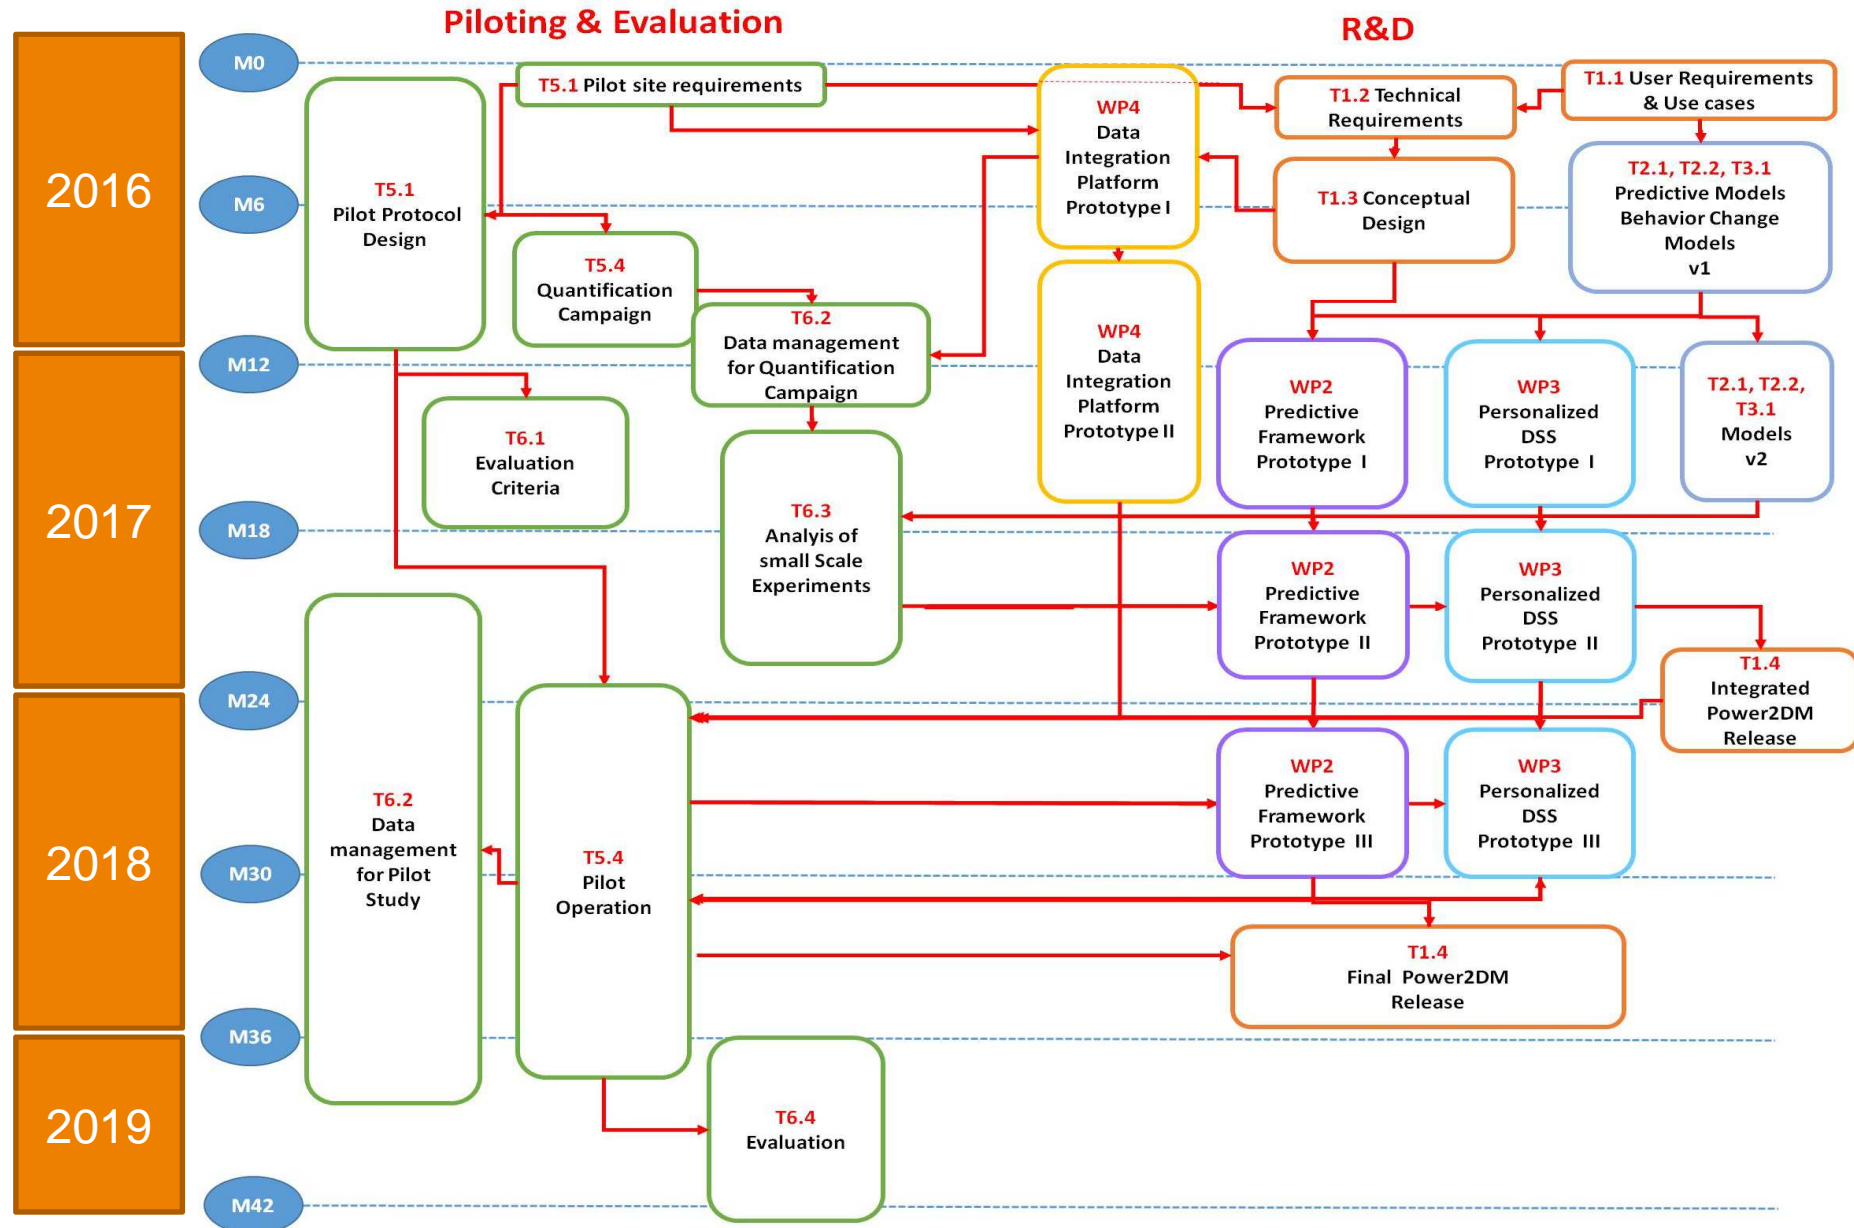 Piloting & Evaluation
R&D
2016
2017
2018
2019
M0
M6
M12
M18
M24
M30
M36
M42
T5.1 Pilot site requirements
T5.1
Pilot Protocol
Design
T5.4
Quantification
Campaign
T6.2
Data management
for Quantification
Campaign
T6.1
Evaluation
Criteria
T6.3
Analyis of
small Scale
Experiments
T6.2
Data
management
for Pilot
Study
T5.4
Pilot
Operation
T6.4
Evaluation
WP4
Data
Integration
Platform
Prototype I
WP4
Data
Integration
Platform
Prototype II
T1.2 Technical
Requirements
T1.1 User Requirements
& Use cases
T1.3 Conceptual
Design
T2.1, T2.2, T3.1
Predictive Models
Behavior Change
Models
v1
WP2
Predictive
Framework
Prototype I
WP3
Personalized
DSS
Prototype I
T2.1, T2.2,
T3.1
Models
v2
WP2
Predictive
Framework
Prototype II
WP3
Personalized
DSS
Prototype II
T1.4
Integrated
Power2DM
Release
WP2
Predictive
Framework
Prototype III
WP3
Personalized
DSS
Prototype III
T1.4
Final Power2DM
Release